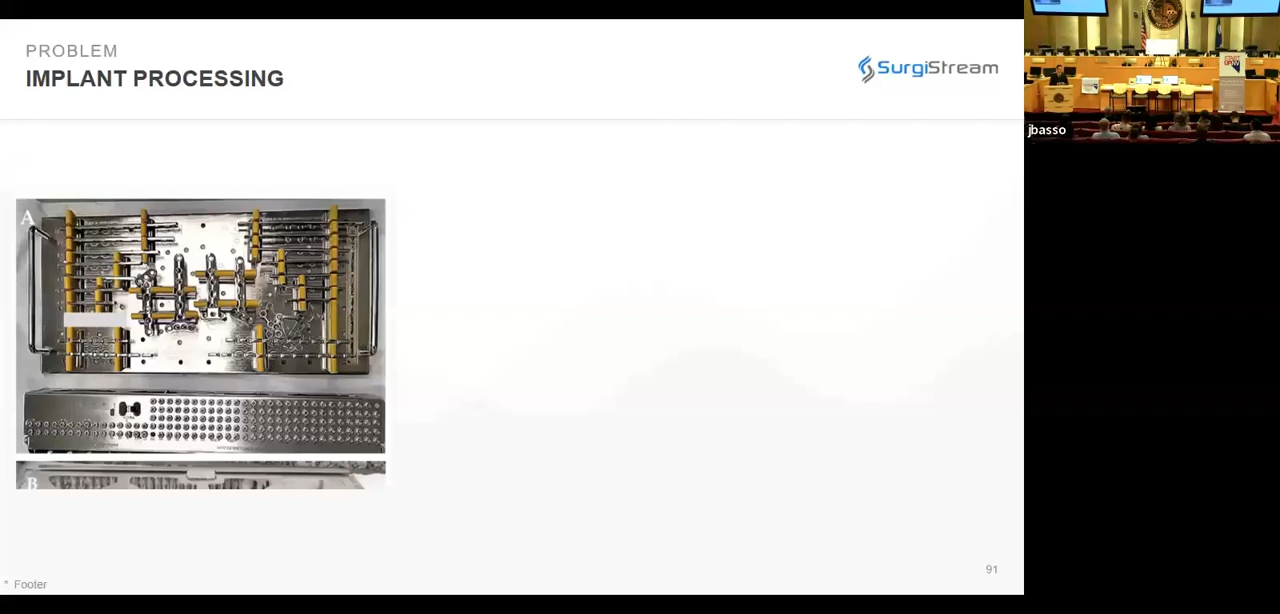 PROBLEM
IMPLANT PROCESSING
SurgiStream
A
B
* Footer
91
jbasso